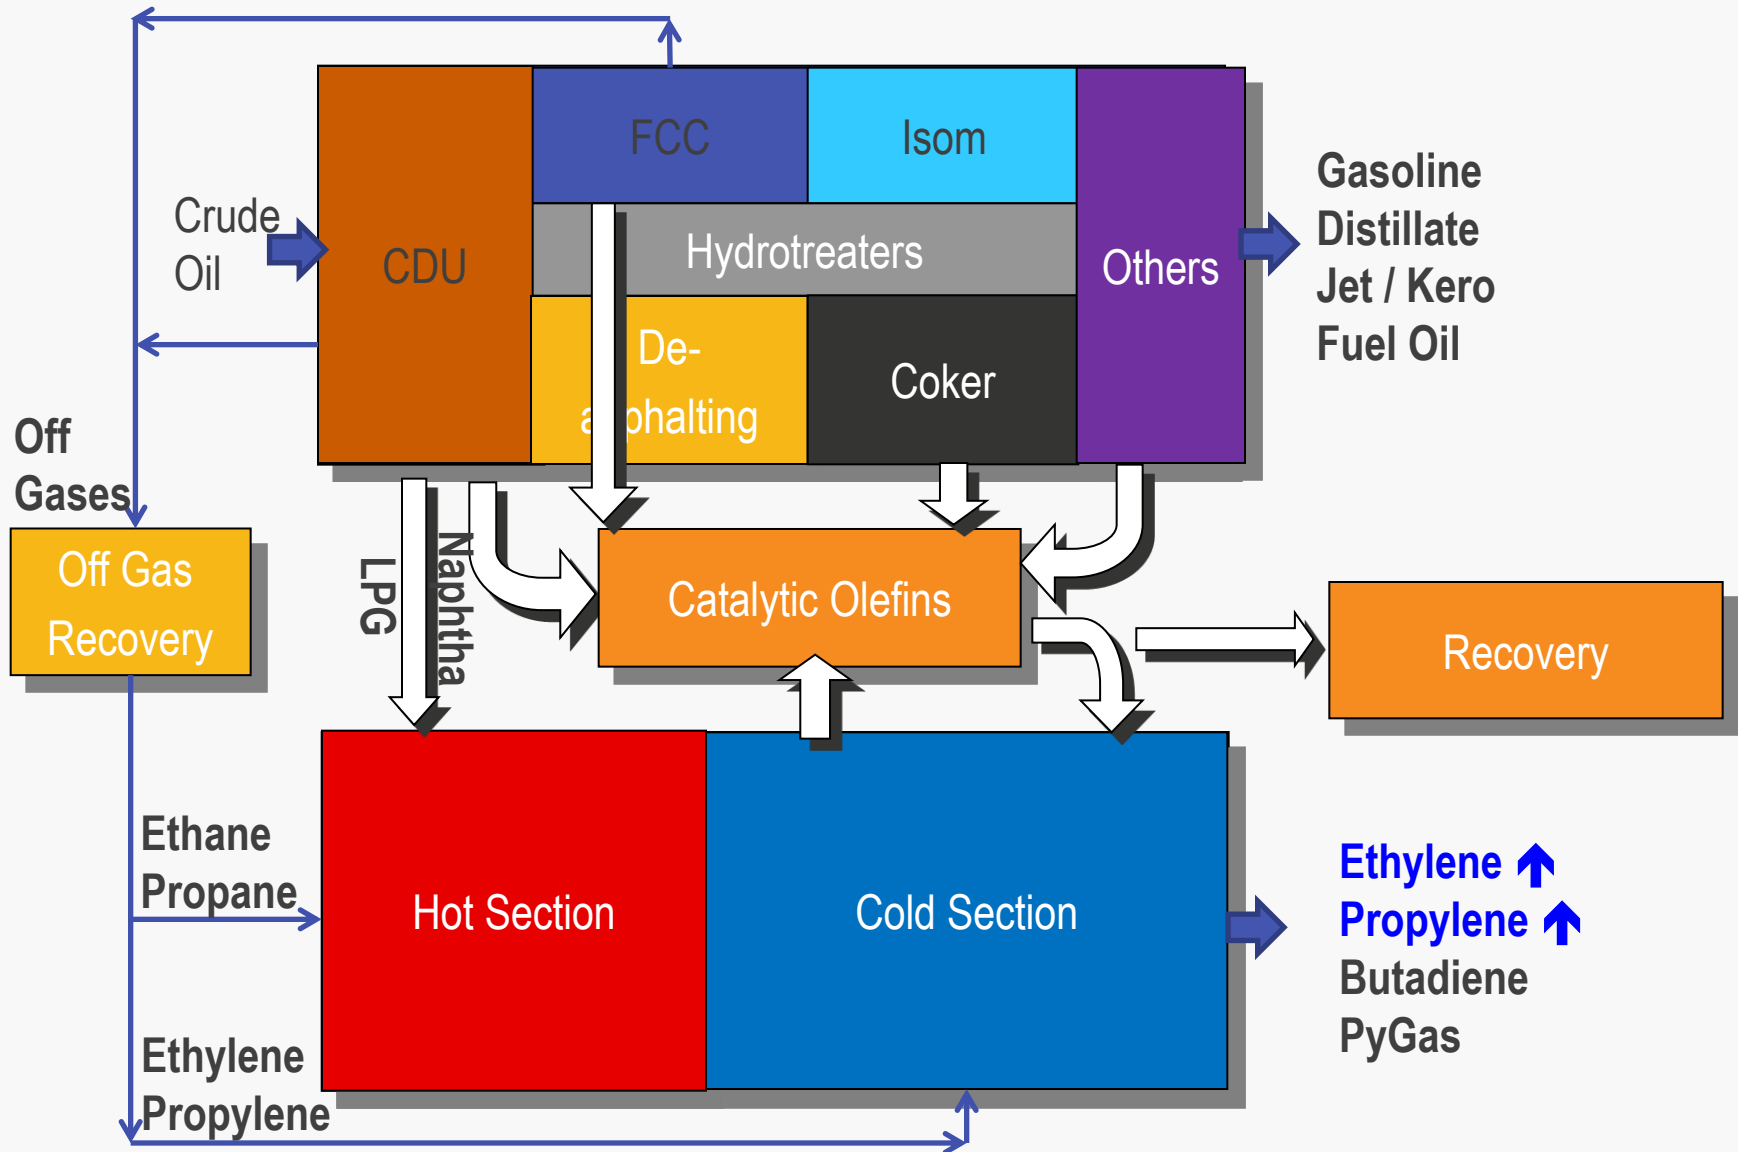 FCC
Isom
Crude
Oil
CDU
Hydrotreaters
Others
Gasoline
Distillate
Jet / Kero
Fuel Oil
De-
asphalting
Coker
Off
Gases
Off Gas
Recovery
LPG
Naphtha
Catalytic Olefins
Recovery
Ethane
Propane
Hot Section
Cold Section
Ethylene
Propylene
Butadiene
PyGas
Ethylene
Propylene